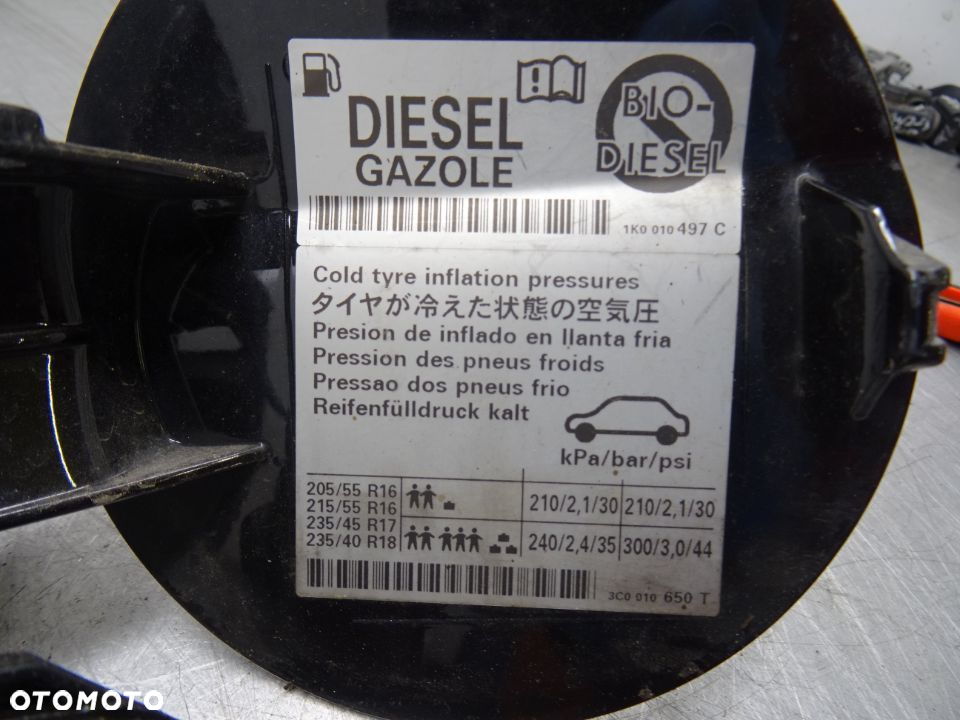 DIESEL
GAZOLE
BIO-
DIESEL
1K0 010 497 C
Cold tyre inflation pressures
タイヤが冷えた状態の空気圧
Presion de inflado en llanta fria
Pression des pneus froids
Pressao dos pneus frio
Reifenfülldruck kalt
kPa/bar/psi
205/55 R16
215/55 R16
235/45 R17
235/40 R18
210/2,1/30 210/2,1/30
240/2,4/35 300/3,0/44
3C0 010 650 T
OTOMOTO